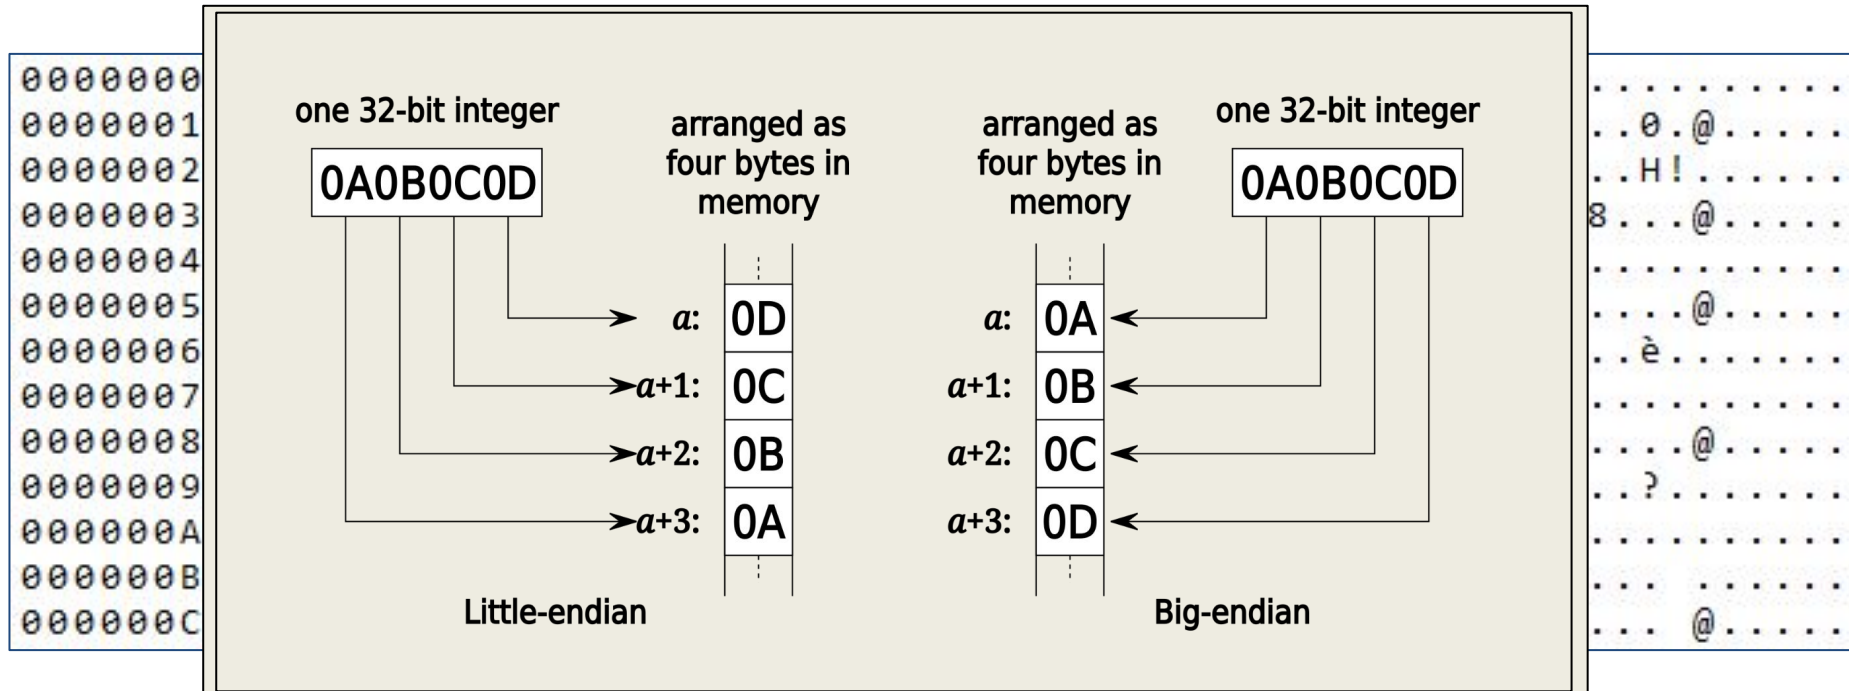 0000000
0000001
0000002
0000003
0000004
0000005
0000006
0000007
0000008
0000009
000000A
000000B
000000C
one 32-bit integer
0A0B0C0D
arranged as
four bytes in
memory
a: 0D
a+1: 0C
a+2: 0B
a+3: 0A
Little-endian
arranged as
four bytes in
memory
one 32-bit integer
0A0B0C0D
a: 0A
a+1: 0B
a+2: 0C
a+3: 0D
Big-endian
. . . . . . . . . .
. . 0 . @ . . . . .
. . H ! . . . . . .
8 . . . @ . . . . .
. . . . . . . . . .
. . . . @ . . . . .
. . è . . . . . . .
. . . . . . . . . .
. . . . @ . . . . .
. . ? . . . . . . .
. . . . . . . . . .
. . .   . . . . . .
. . .   @ . . . . .